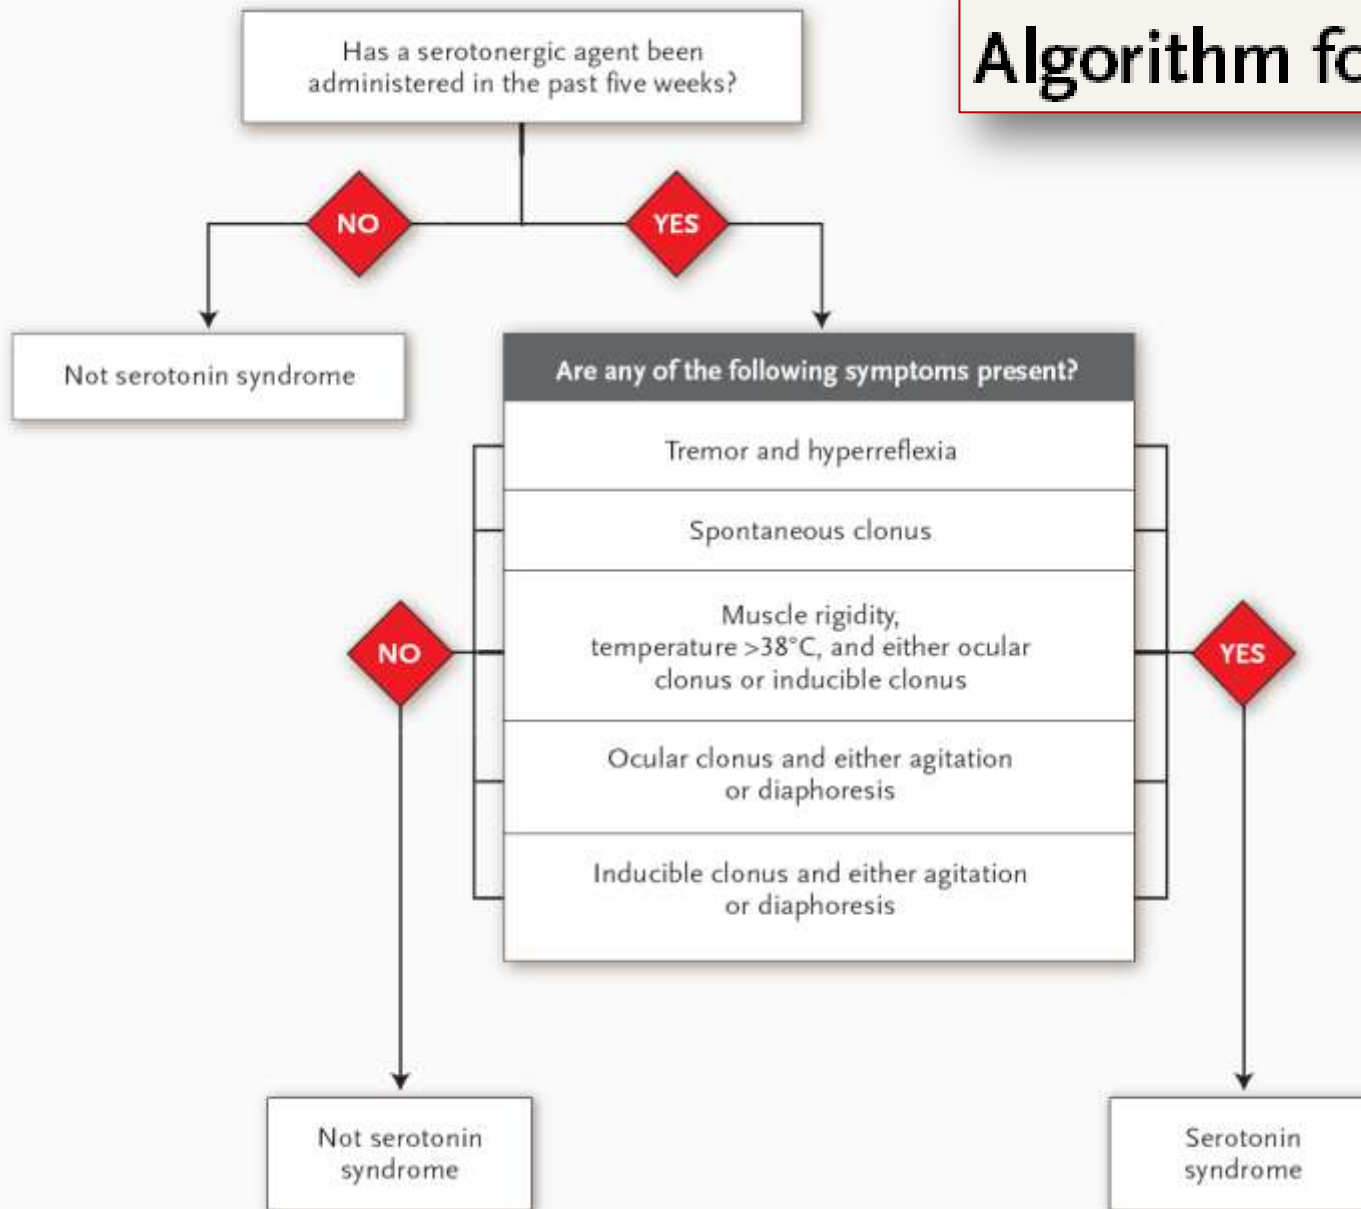 Algorithm fo
Has a serotonergic agent been
administered in the past five weeks?
NO
YES
Not serotonin syndrome
Are any of the following symptoms present?
Tremor and hyperreflexia
Spontaneous clonus
Muscle rigidity,
temperature >38°C, and either ocular
clonus or inducible clonus
NO
YES
Ocular clonus and either agitation
or diaphoresis
Inducible clonus and either agitation
or diaphoresis
Not serotonin
syndrome
Serotonin
syndrome